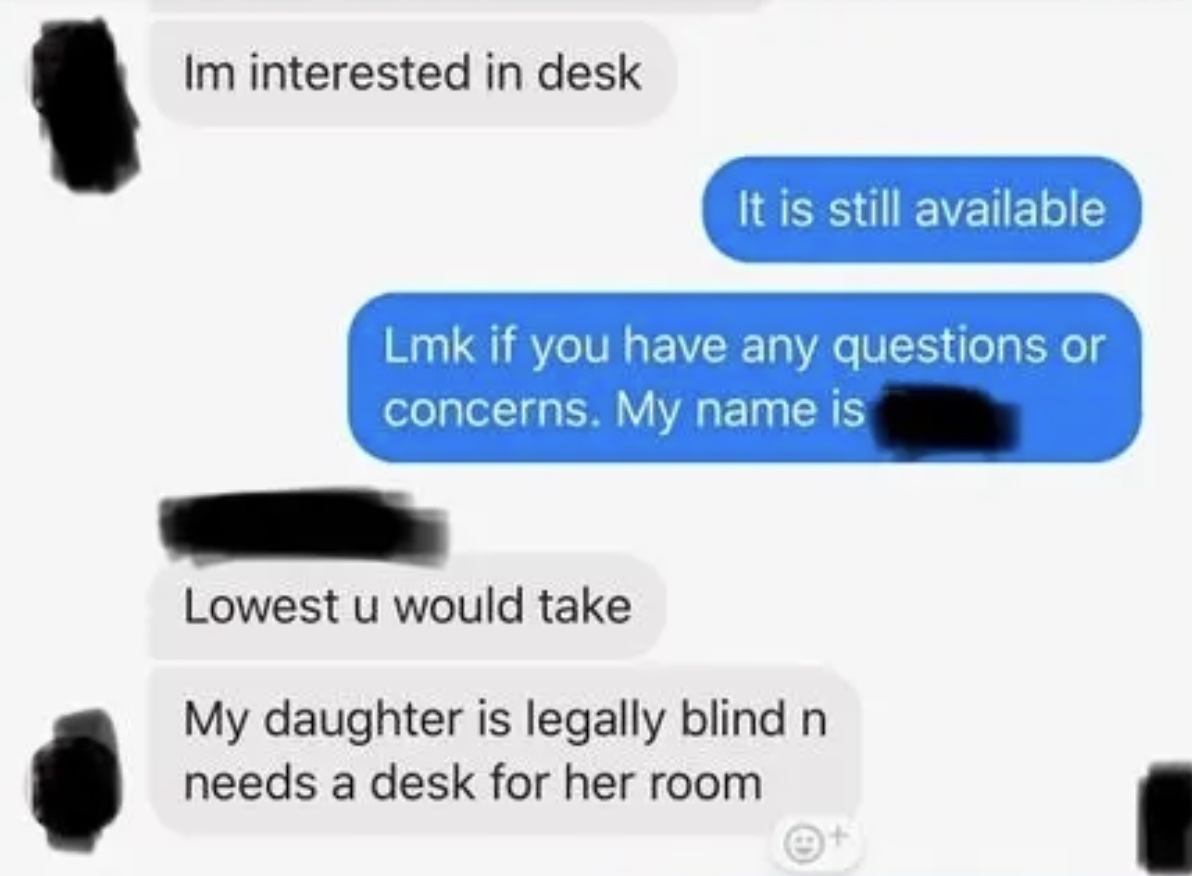 Im interested in desk
It is still available
Lmk if you have any questions or
concerns. My name is
Lowest u would take
My daughter is legally blind n
needs a desk for her room